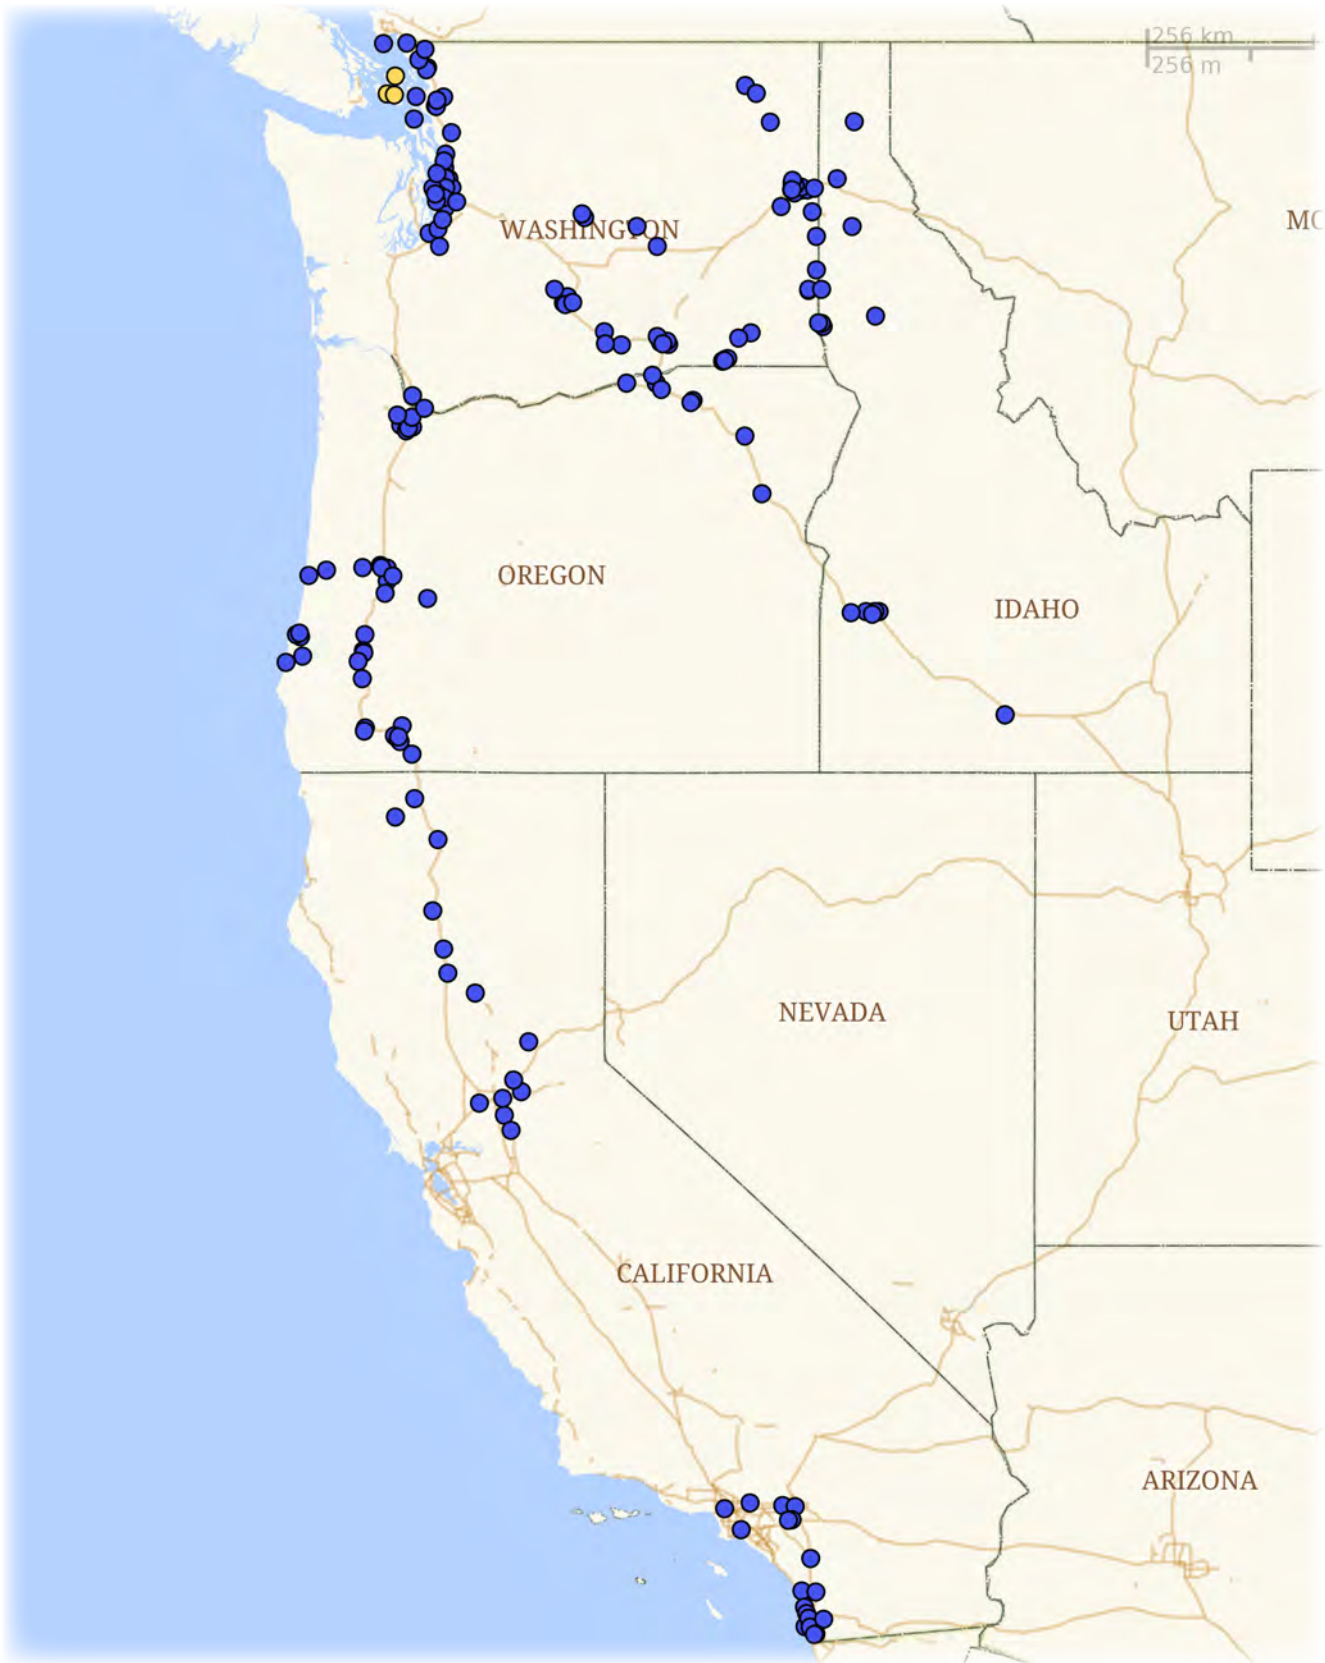 256 km
256 m
WASHINGTON
MO
OREGON
IDAHO
NEVADA
UTAH
CALIFORNIA
ARIZONA